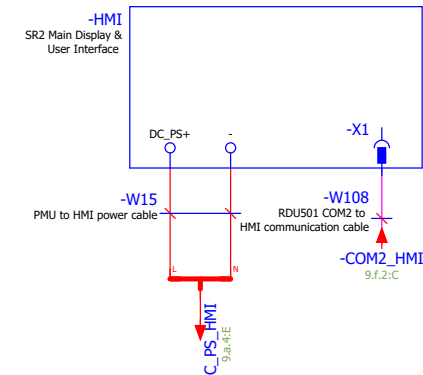 -HMI
SR2 Main Display &
User Interface
DC_PS+
-
-X1
-W15
PMU to HMI power cable
-W108
RDU501 COM2 to
HMI communication cable
-COM2_HMI
9.f.2:C
L
N
C_PS_HMI
9.a.4:E